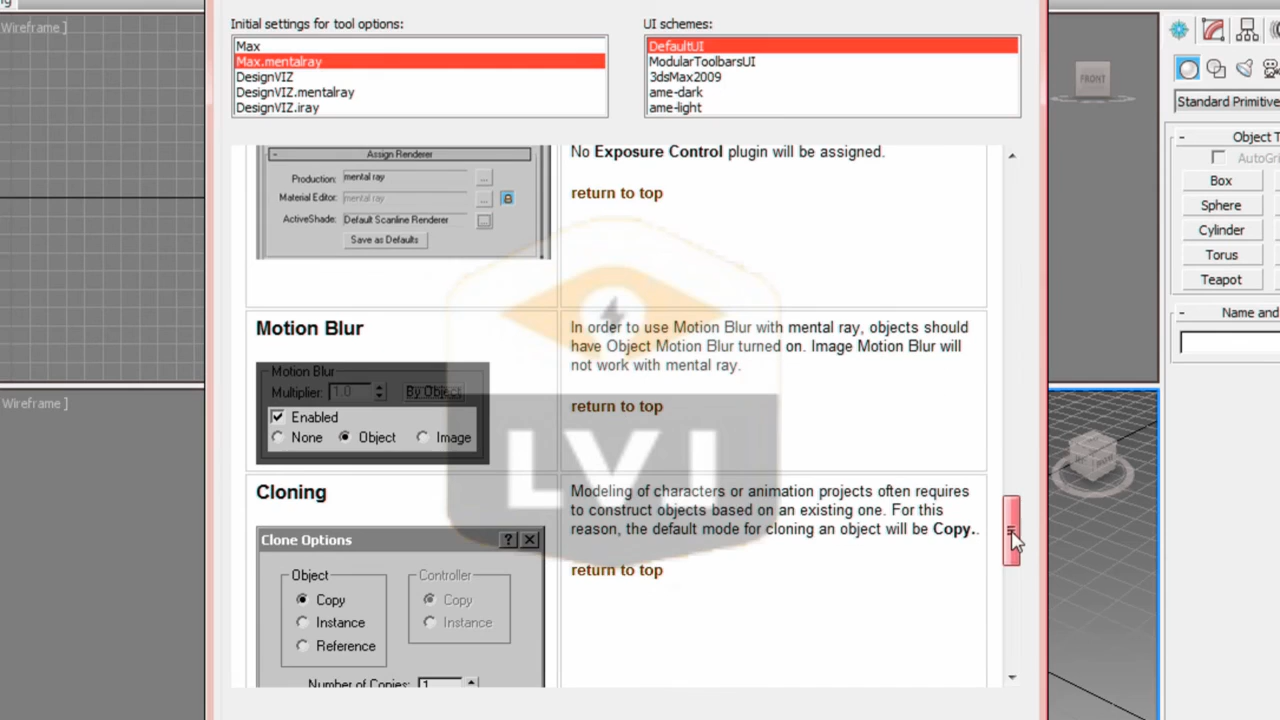 Wireframe ]
Initial settings for tool options:
Max
Max.mentalray
DesignVIZ
DesignVIZ.mentalray
DesignVIZ.iray
UI schemes:
DefaultUI
ModularToolbarsUI
3dsMax2009
ame-dark
ame-light
Assign Renderer
Production: mental ray ...
Material Editor: mental ray ...
ActiveShade: Default Scanline Renderer ...
Save as Defaults
No Exposure Control plugin will be assigned.
return to top
Motion Blur
Motion Blur
Multiplier: 1.0 By Object
Enabled
None Object Image
In order to use Motion Blur with mental ray, objects should
have Object Motion Blur turned on. Image Motion Blur will
not work with mental ray.
return to top
Cloning
Clone Options ?
Object
Copy
Instance
Reference
Controller
Copy
Instance
Number of Copies: 1
Modeling of characters or animation projects often requires
to construct objects based on an existing one. For this
reason, the default mode for cloning an object will be Copy..
return to top
LVJ
Wireframe ]
FRONT
Standard Primitive
- Object T
AutoGri
Box
Sphere
Cylinder
Torus
Teapot
- Name and